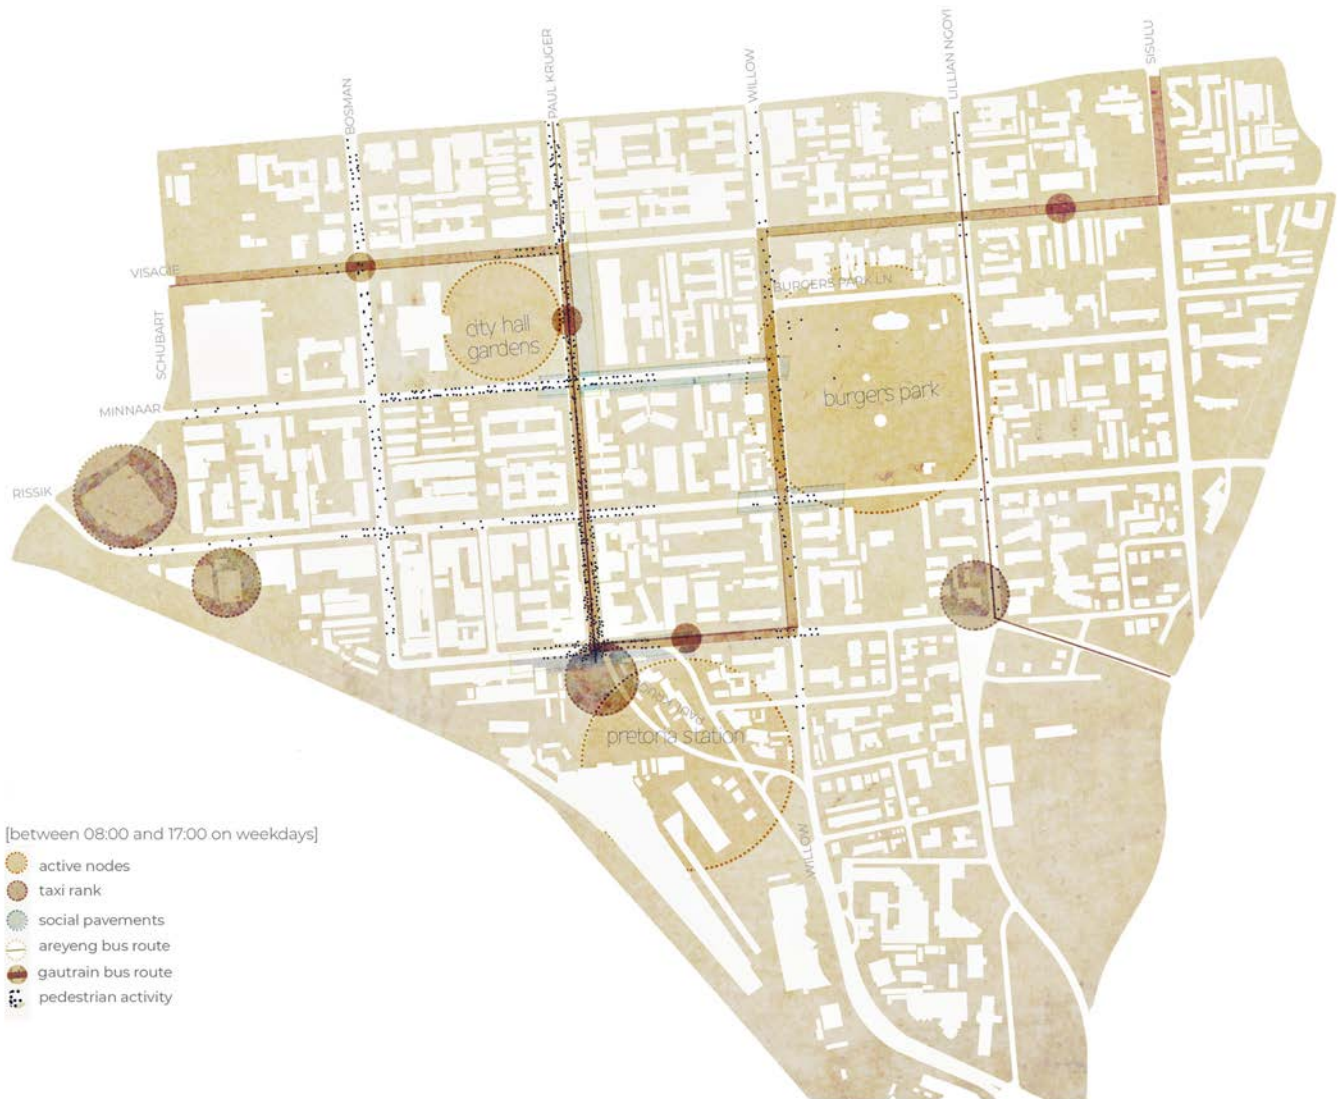 SISULU
LILLIAN NGOYI
PAUL KRUGER
WILLOW
BOSMAN
VISAGIE
BURGERS PARK LN
city hall
gardens
SCHUBART
burgers park
MINNAAR
RISSIK
PAUL KRUGER
pretoria station
WILLOW
[between 08:00 and 17:00 on weekdays]
active nodes
taxi rank
social pavements
areyeng bus route
gautrain bus route
pedestrian activity